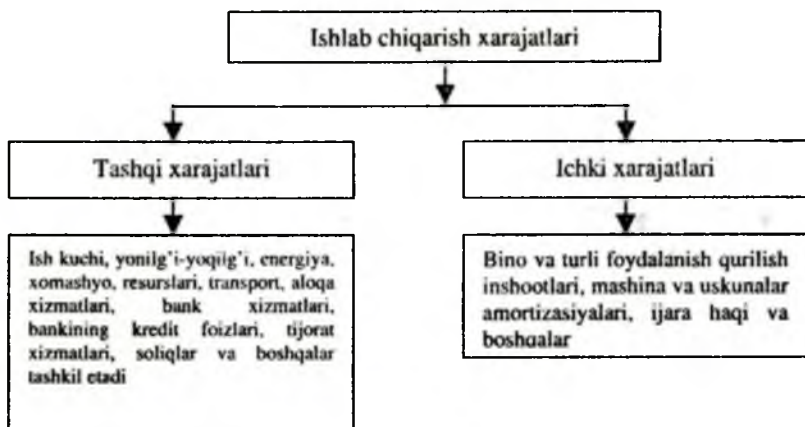 Ishlab chiqarish xarajatlari
Tashqi xarajatlari
Ichki xarajatlari
Ish kuchi, yonilg'i-yoqilg'i, energiya,
xomashyo, resurslari, transport, aloqa
xizmatlari, bank xizmatlari,
bankining kredit foizlari, tijorat
xizmatlari, soliqlar va boshqalar
tashkil etadi
Bino va turli foydalanish qurilish
inshootlari, mashina va uskunalar
amortizasiyalari, ijara haqi va
boshqalar